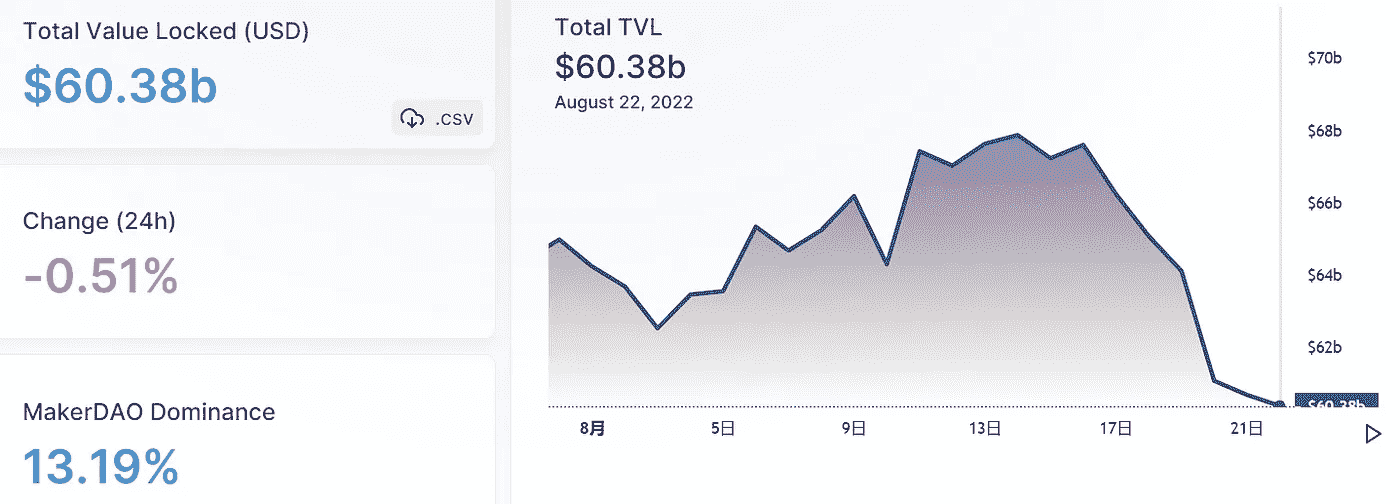 Total Value Locked (USD)
$60.38b
.csv
Change (24h)
-0.51%
MakerDAO Dominance
13.19%
Total TVL
$60.38b
August 22, 2022
$70b
$68b
$66b
$64b
$62b
$60.38b
8月 5日 9日 13日 17日 21日